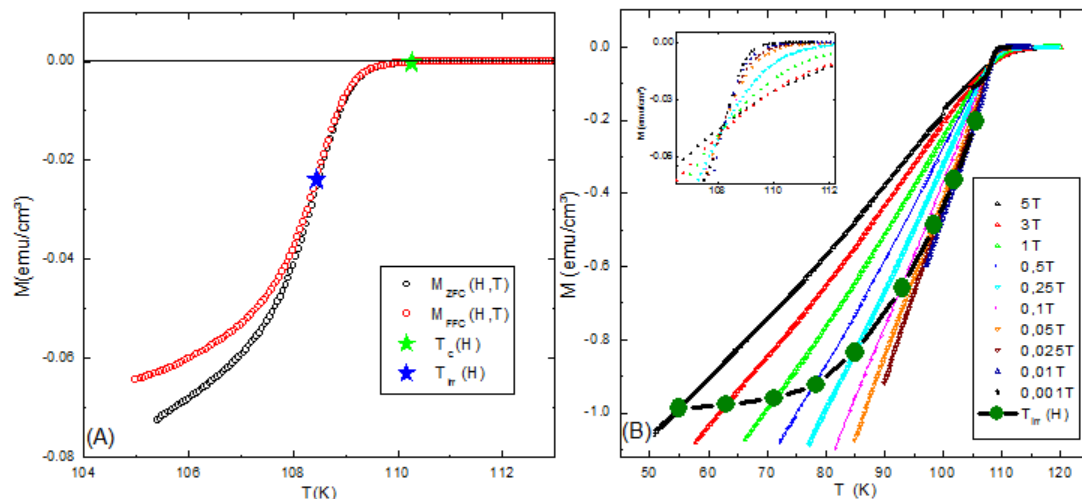 0.00
-0.02
-0.04
-0.06
-0.08
M(emu/cm³)
104
106
108
110
112
T(K)
(A)
M_ZFC(H,T)
M_FFC(H,T)
T_c(H)
T_irr(H)
0.0
-0.2
-0.4
-0.6
-0.8
-1.0
M (emu/cm³)
50
60
70
80
90
100
110
120
T (K)
(B)
0.00
-0.03
-0.06
M (emu/cm³)
108
110
112
5T
3T
1T
0,5T
0,25T
0,1T
0,05T
0,025T
0,01T
0,001T
T_irr(H)